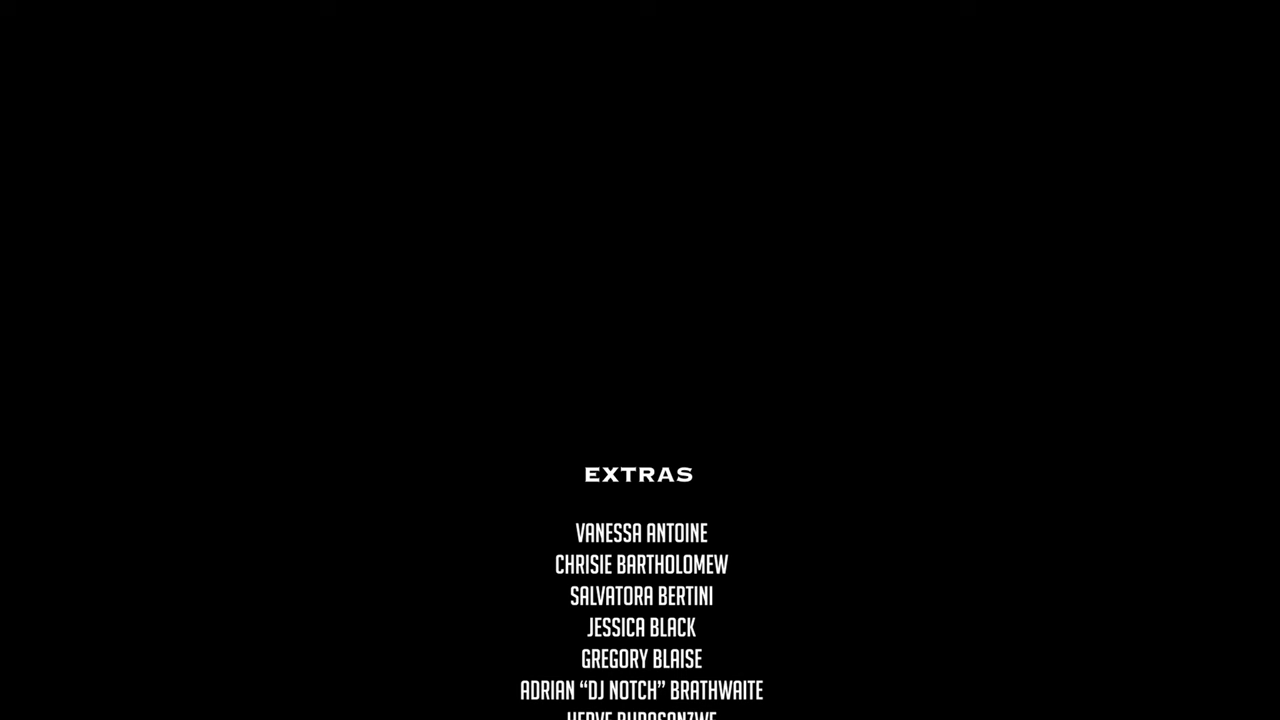 EXTRAS
VANESSA ANTOINE
CHRISIE BARTHOLOMEW
SALVATORA BERTINI
JESSICA BLACK
GREGORY BLAISE
ADRIAN “DJ NOTCH” BRATHWAITE